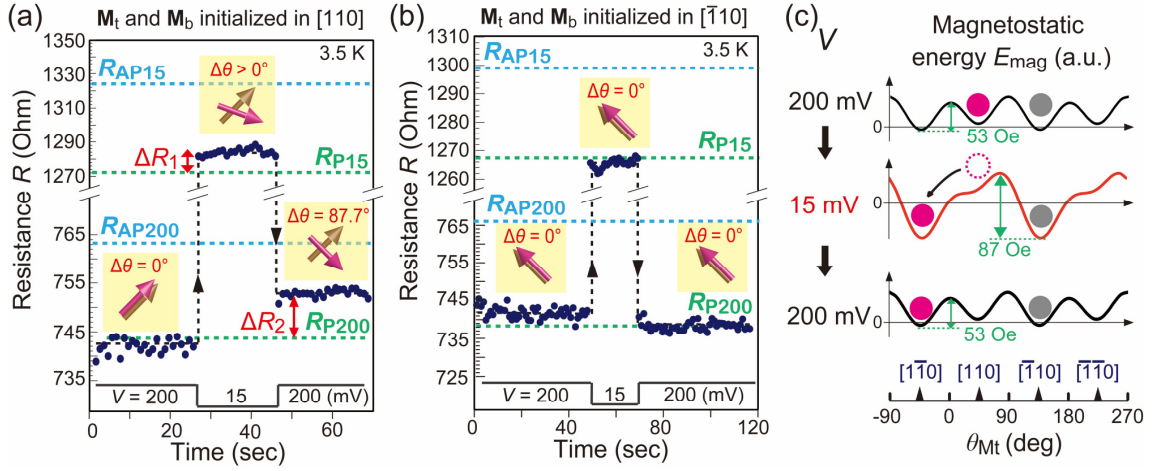 (a) M_t and M_b initialized in [110]
3.5 K
Resistance R (Ohm)
1350
1330
1310
1290
1270
765
755
745
735
R_AP15
Δθ > 0°
ΔR₁
R_P15
R_AP200
Δθ = 0°
Δθ = 87.7°
ΔR₂
R_P200
V = 200
15
200 (mV)
0
20
40
60
Time (sec)
(b) M_t and M_b initialized in [1̅10]
3.5 K
Resistance R (Ohm)
1320
1300
1280
1260
765
755
745
735
725
R_AP15
Δθ = 0°
R_P15
R_AP200
Δθ = 0°
Δθ = 0°
R_P200
V = 200
15
200 (mV)
0
40
80
120
Time (sec)
(c)
V
Magnetostatic
energy E_mag (a.u.)
200 mV
0
53 Oe
15 mV
0
87 Oe
200 mV
0
53 Oe
[11̅0]
[110]
[1̅10]
[1̅1̅0]
-90
0
90
180
270
θ_Mt (deg)